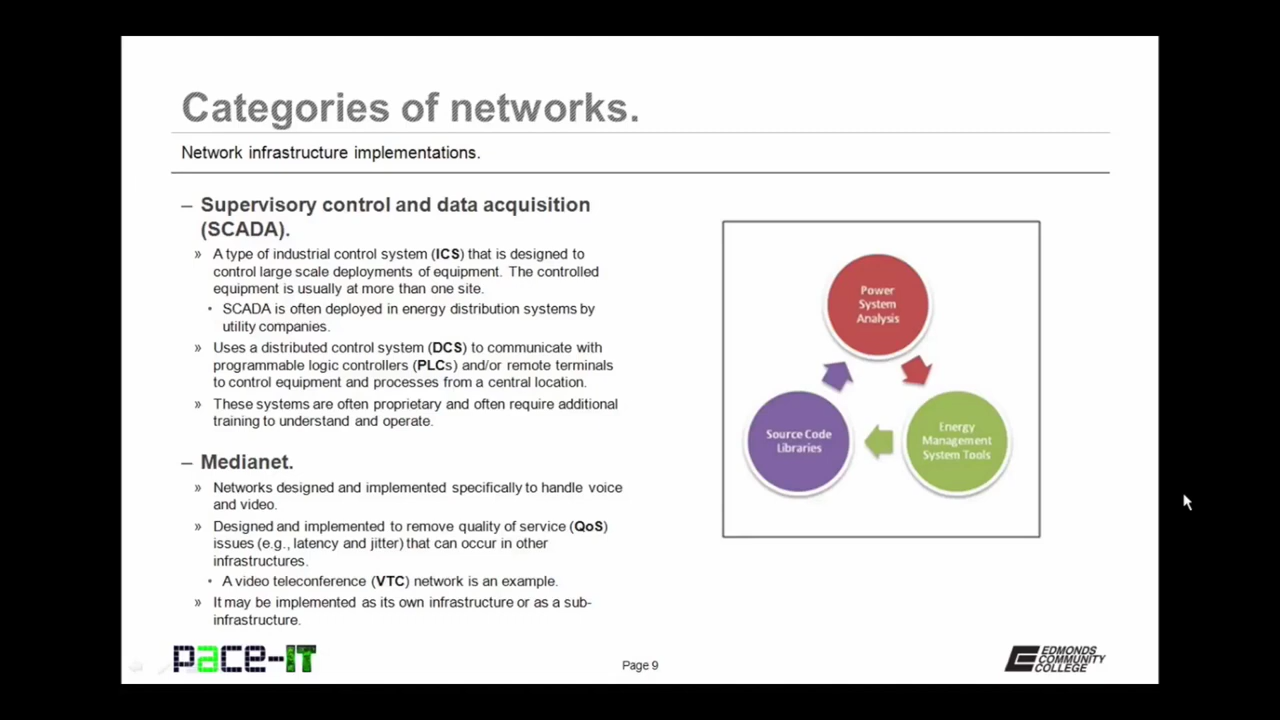 Categories of networks.
Network infrastructure implementations.
– Supervisory control and data acquisition
(SCADA).
» A type of industrial control system (ICS) that is designed to
control large scale deployments of equipment. The controlled
equipment is usually at more than one site.
• SCADA is often deployed in energy distribution systems by
utility companies.
» Uses a distributed control system (DCS) to communicate with
programmable logic controllers (PLCs) and/or remote terminals
to control equipment and processes from a central location.
» These systems are often proprietary and often require additional
training to understand and operate.
– Medianet.
» Networks designed and implemented specifically to handle voice
and video.
» Designed and implemented to remove quality of service (QoS)
issues (e.g., latency and jitter) that can occur in other
infrastructures.
• A video teleconference (VTC) network is an example.
» It may be implemented as its own infrastructure or as a sub-
infrastructure.
Power
System
Analysis
Energy
Management
System Tools
Source Code
Libraries
pace-IT
Page 9
EDMONDS
COMMUNITY
COLLEGE